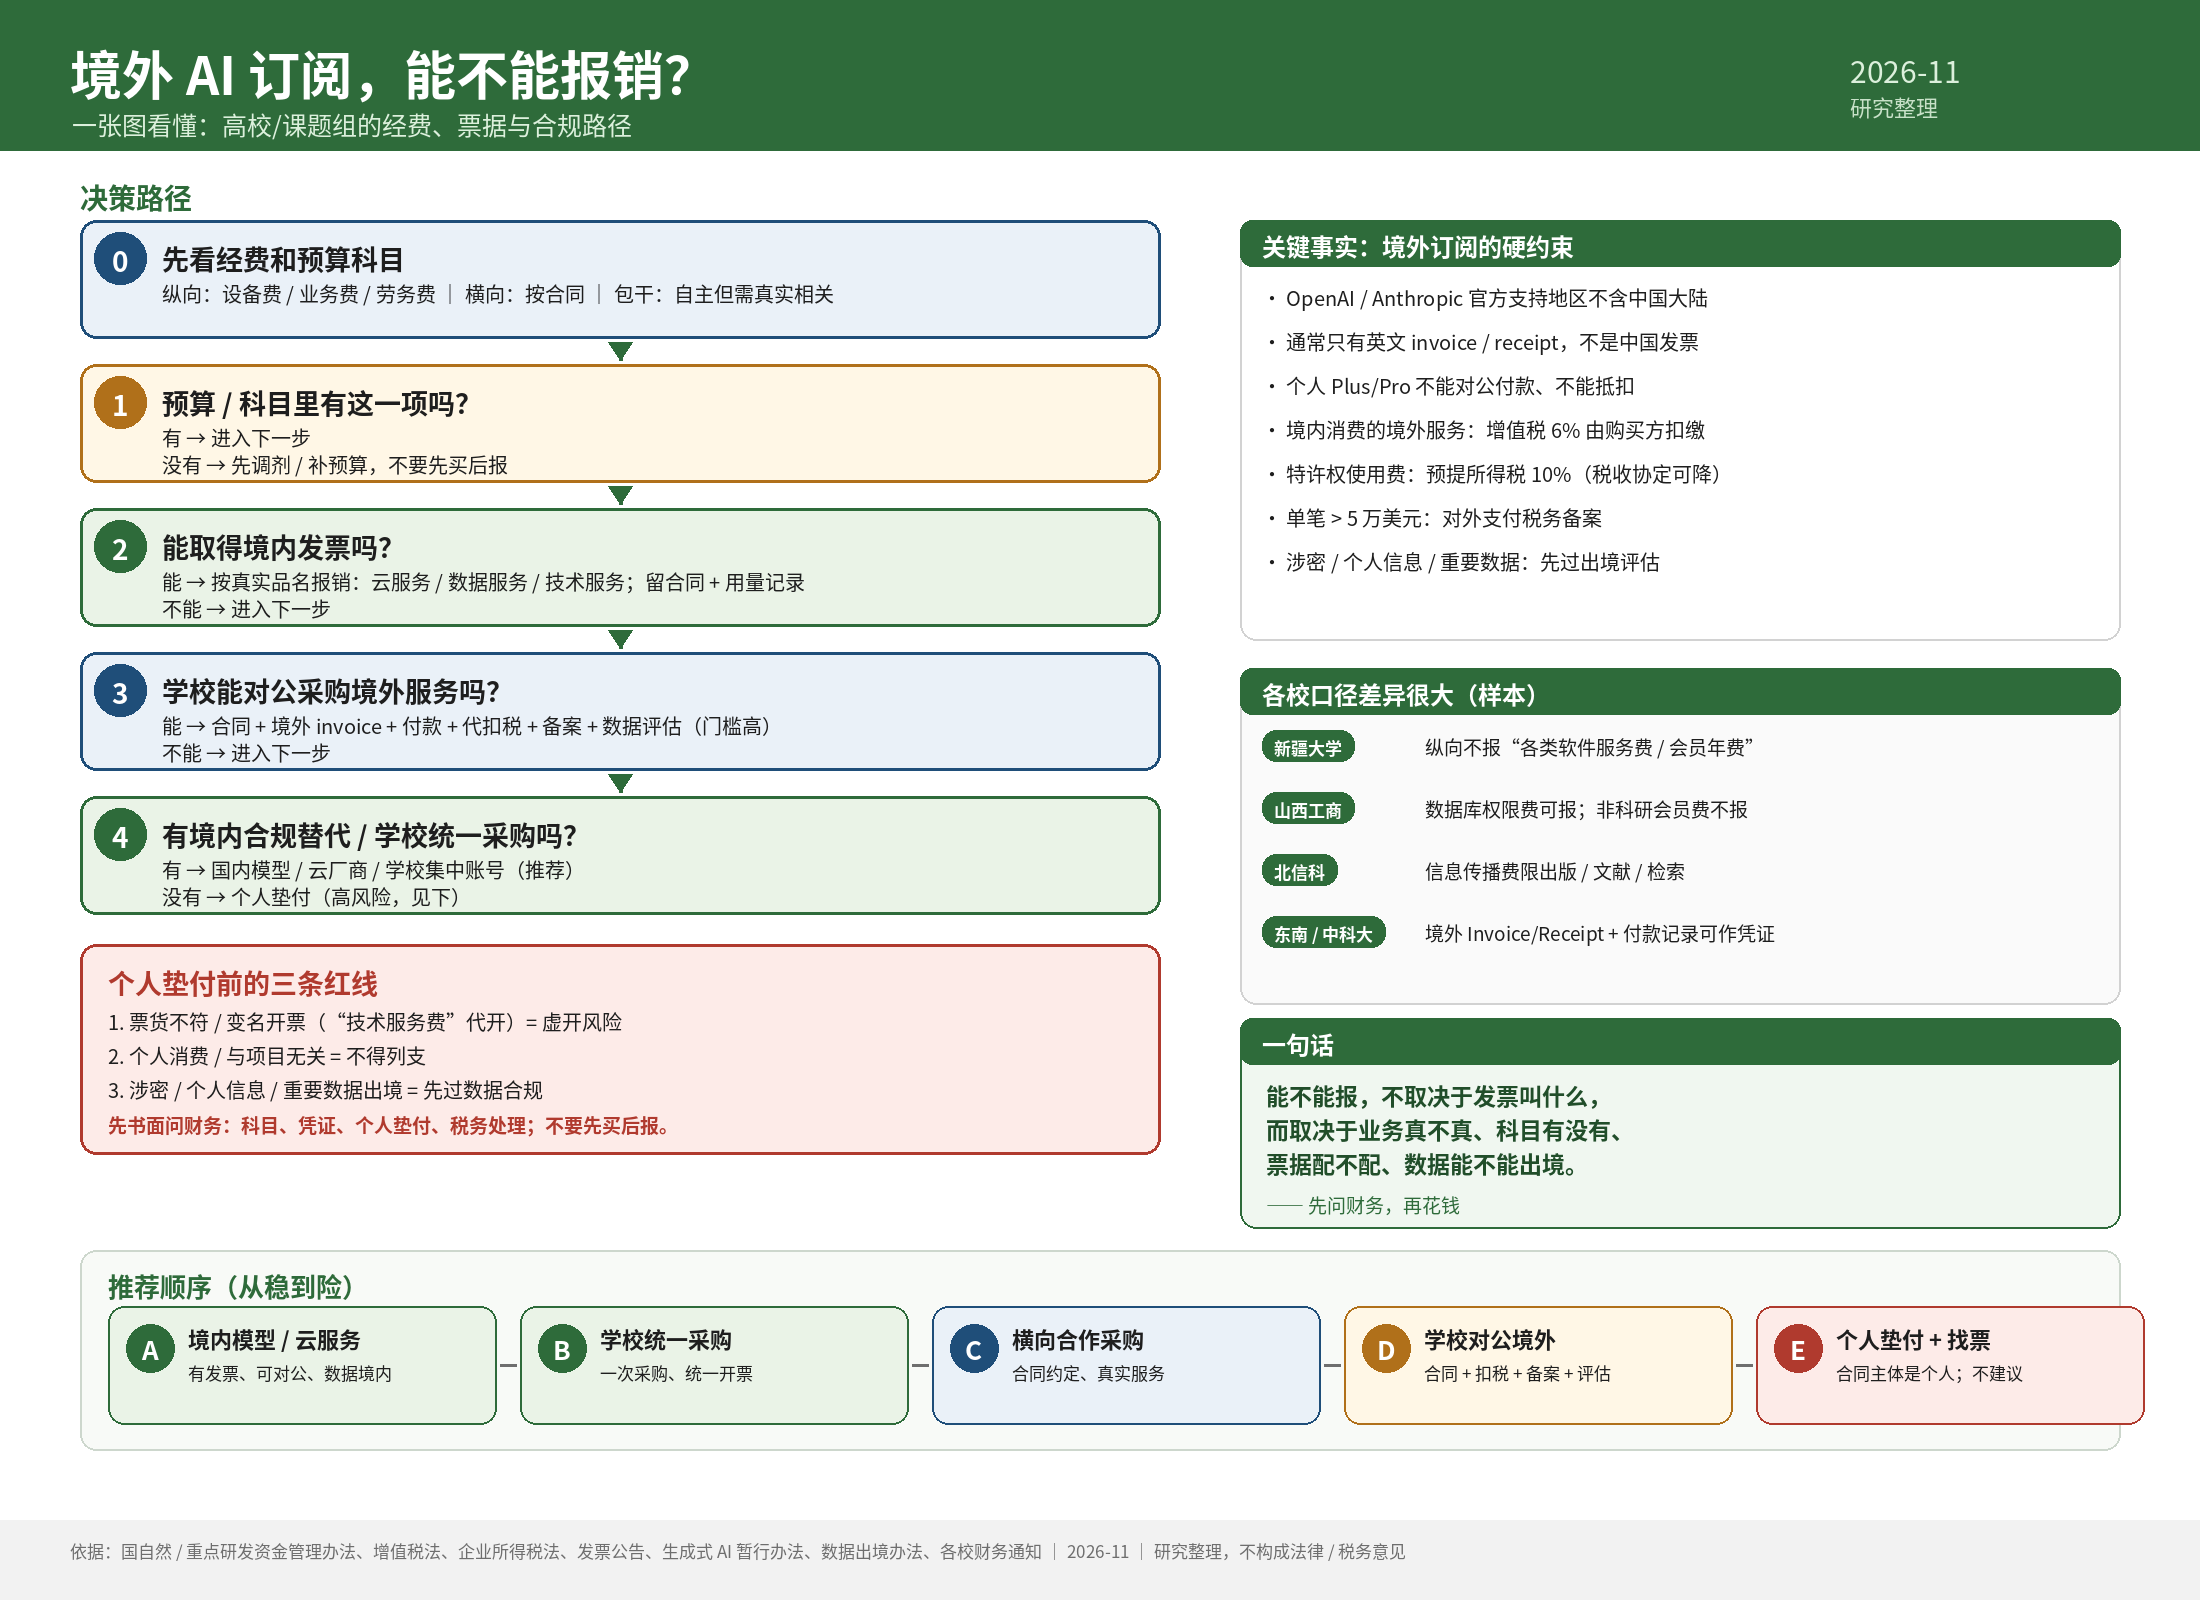 境外 AI 订阅，能不能报销？
一张图看懂：高校/课题组的经费、票据与合规路径
2026-11
研究整理
决策路径
0
先看经费和预算科目
纵向：设备费 / 业务费 / 劳务费 ｜ 横向：按合同 ｜ 包干：自主但需真实相关
1
预算 / 科目里有这一项吗？
有 → 进入下一步
没有 → 先调剂 / 补预算，不要先买后报
2
能取得境内发票吗？
能 → 按真实品名报销：云服务 / 数据服务 / 技术服务；留合同 + 用量记录
不能 → 进入下一步
3
学校能对公采购境外服务吗？
能 → 合同 + 境外 invoice + 付款 + 代扣税 + 备案 + 数据评估（门槛高）
不能 → 进入下一步
4
有境内合规替代 / 学校统一采购吗？
有 → 国内模型 / 云厂商 / 学校集中账号（推荐）
没有 → 个人垫付（高风险，见下）
个人垫付前的三条红线
1. 票货不符 / 变名开票（“技术服务费”代开）= 虚开风险
2. 个人消费 / 与项目无关 = 不得列支
3. 涉密 / 个人信息 / 重要数据出境 = 先过数据合规
先书面问财务：科目、凭证、个人垫付、税务处理；不要先买后报。
关键事实：境外订阅的硬约束
· OpenAI / Anthropic 官方支持地区不含中国大陆
· 通常只有英文 invoice / receipt，不是中国发票
· 个人 Plus/Pro 不能对公付款、不能抵扣
· 境内消费的境外服务：增值税 6% 由购买方扣缴
· 特许权使用费：预提所得税 10%（税收协定可降）
· 单笔 > 5 万美元：对外支付税务备案
· 涉密 / 个人信息 / 重要数据：先过出境评估
各校口径差异很大（样本）
新疆大学 纵向不报“各类软件服务费 / 会员年费”
山西工商 数据库权限费可报；非科研会员费不报
北信科 信息传播费限出版 / 文献 / 检索
东南 / 中科大 境外 Invoice/Receipt + 付款记录可作凭证
一句话
能不能报，不取决于发票叫什么，
而取决于业务真不真、科目有没有、
票据配不配、数据能不能出境。
—— 先问财务，再花钱
推荐顺序（从稳到险）
A
境内模型 / 云服务
有发票、可对公、数据境内
B
学校统一采购
一次采购、统一开票
C
横向合作采购
合同约定、真实服务
D
学校对公境外
合同 + 扣税 + 备案 + 评估
E
个人垫付 + 找票
合同主体是个人；不建议
依据：国自然 / 重点研发资金管理办法、增值税法、企业所得税法、发票公告、生成式 AI 暂行办法、数据出境办法、各校财务通知 ｜ 2026-11 ｜ 研究整理，不构成法律 / 税务意见